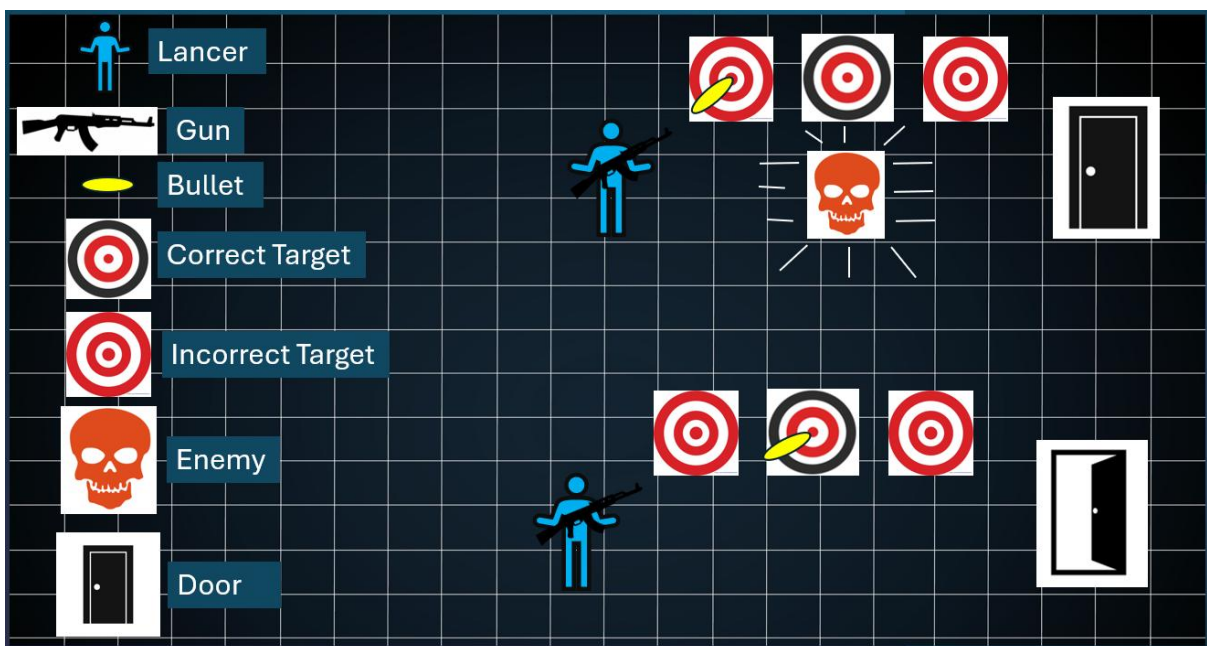 Lancer
Gun
Bullet
Correct Target
Incorrect Target
Enemy
Door